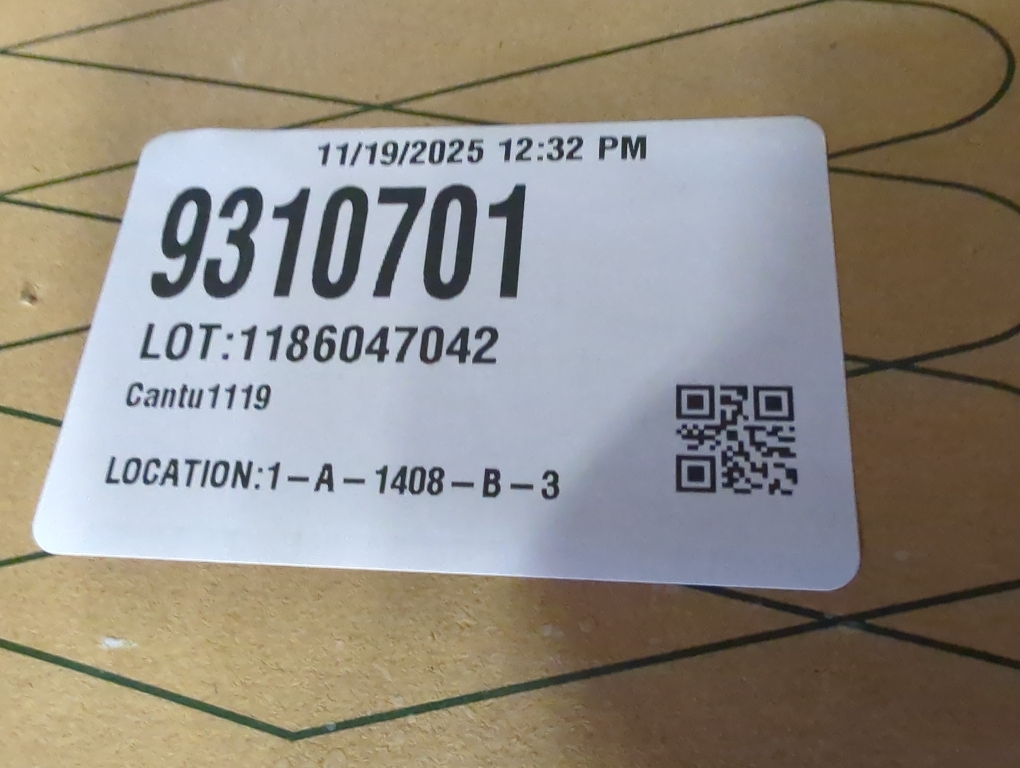 11/19/2025 12:32 PM
9310701
LOT:1186047042
Cantu1119
LOCATION:1-A-1408-B-3